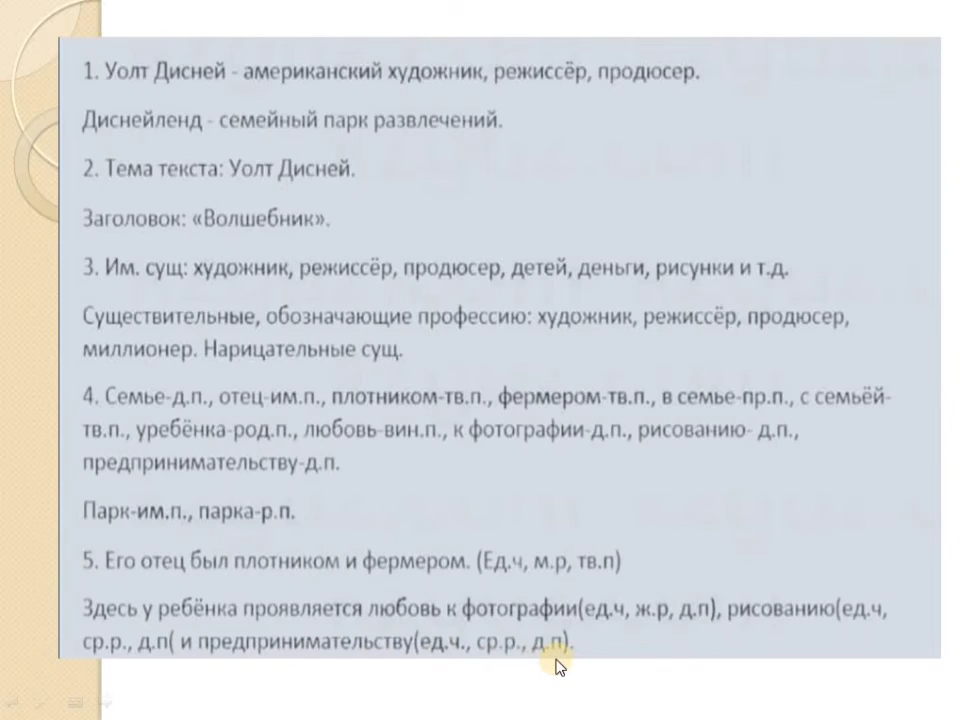 1. Уолт Дисней - американский художник, режиссёр, продюсер.
Диснейленд - семейный парк развлечений.
2. Тема текста: Уолт Дисней.
Заголовок: «Волшебник».
3. Им. сущ: художник, режиссёр, продюсер, детей, деньги, рисунки и т.д.
Существительные, обозначающие профессию: художник, режиссёр, продюсер,
миллионер. Нарицательные сущ.
4. Семье-д.п., отец-им.п., плотником-тв.п., фермером-тв.п., в семье-пр.п., с семьёй-
тв.п., уребёнка-род.п., любовь-вин.п., к фотографии-д.п., рисованию- д.п.,
предпринимательству-д.п.
Парк-им.п., парка-р.п.
5. Его отец был плотником и фермером. (Ед.ч, м.р, тв.п)
Здесь у ребёнка проявляется любовь к фотографии(ед.ч, ж.р, д.п), рисованию(ед.ч,
ср.р., д.п( и предпринимательству(ед.ч., ср.р., д.п).